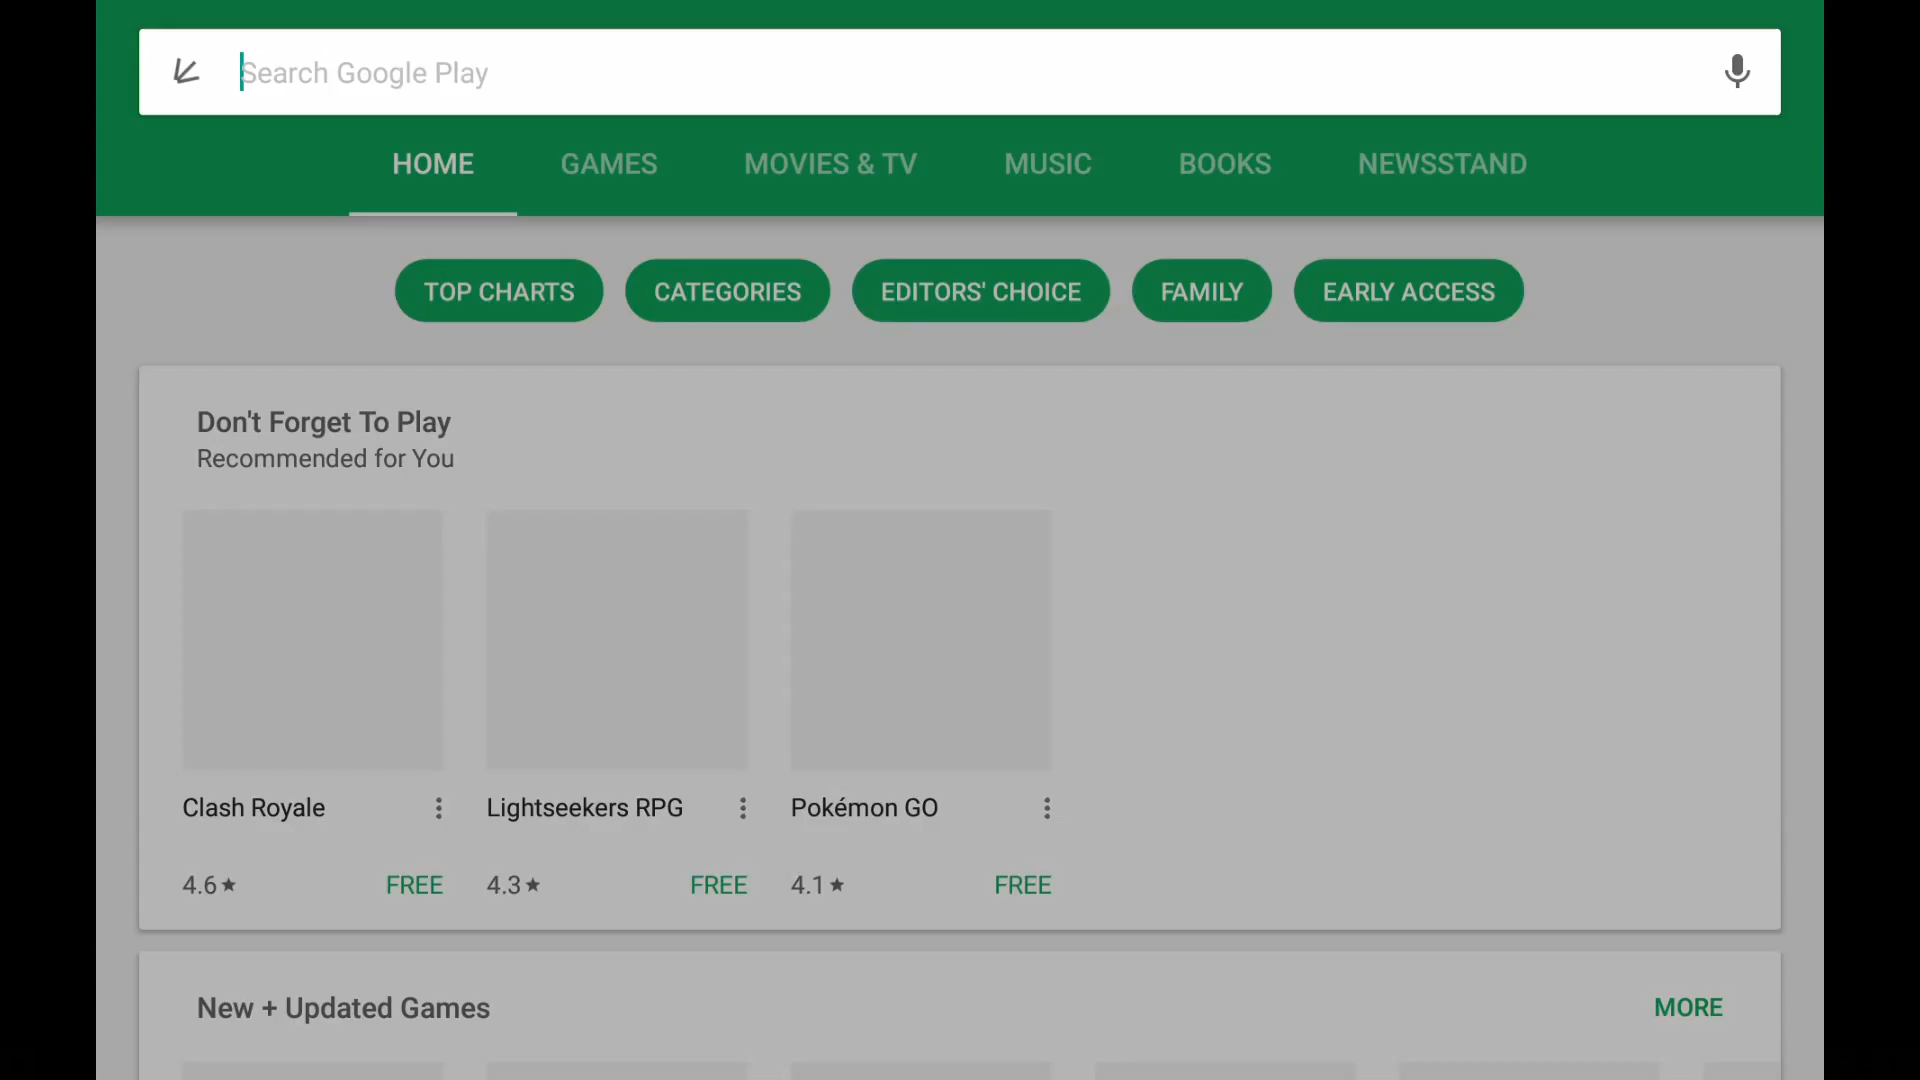 Search Google Play
HOME GAMES MOVIES & TV MUSIC BOOKS NEWSSTAND
TOP CHARTS CATEGORIES EDITORS' CHOICE FAMILY EARLY ACCESS
Don't Forget To Play
Recommended for You
Clash Royale Lightseekers RPG Pokémon GO
4.6★ FREE 4.3★ FREE 4.1★ FREE
New + Updated Games MORE